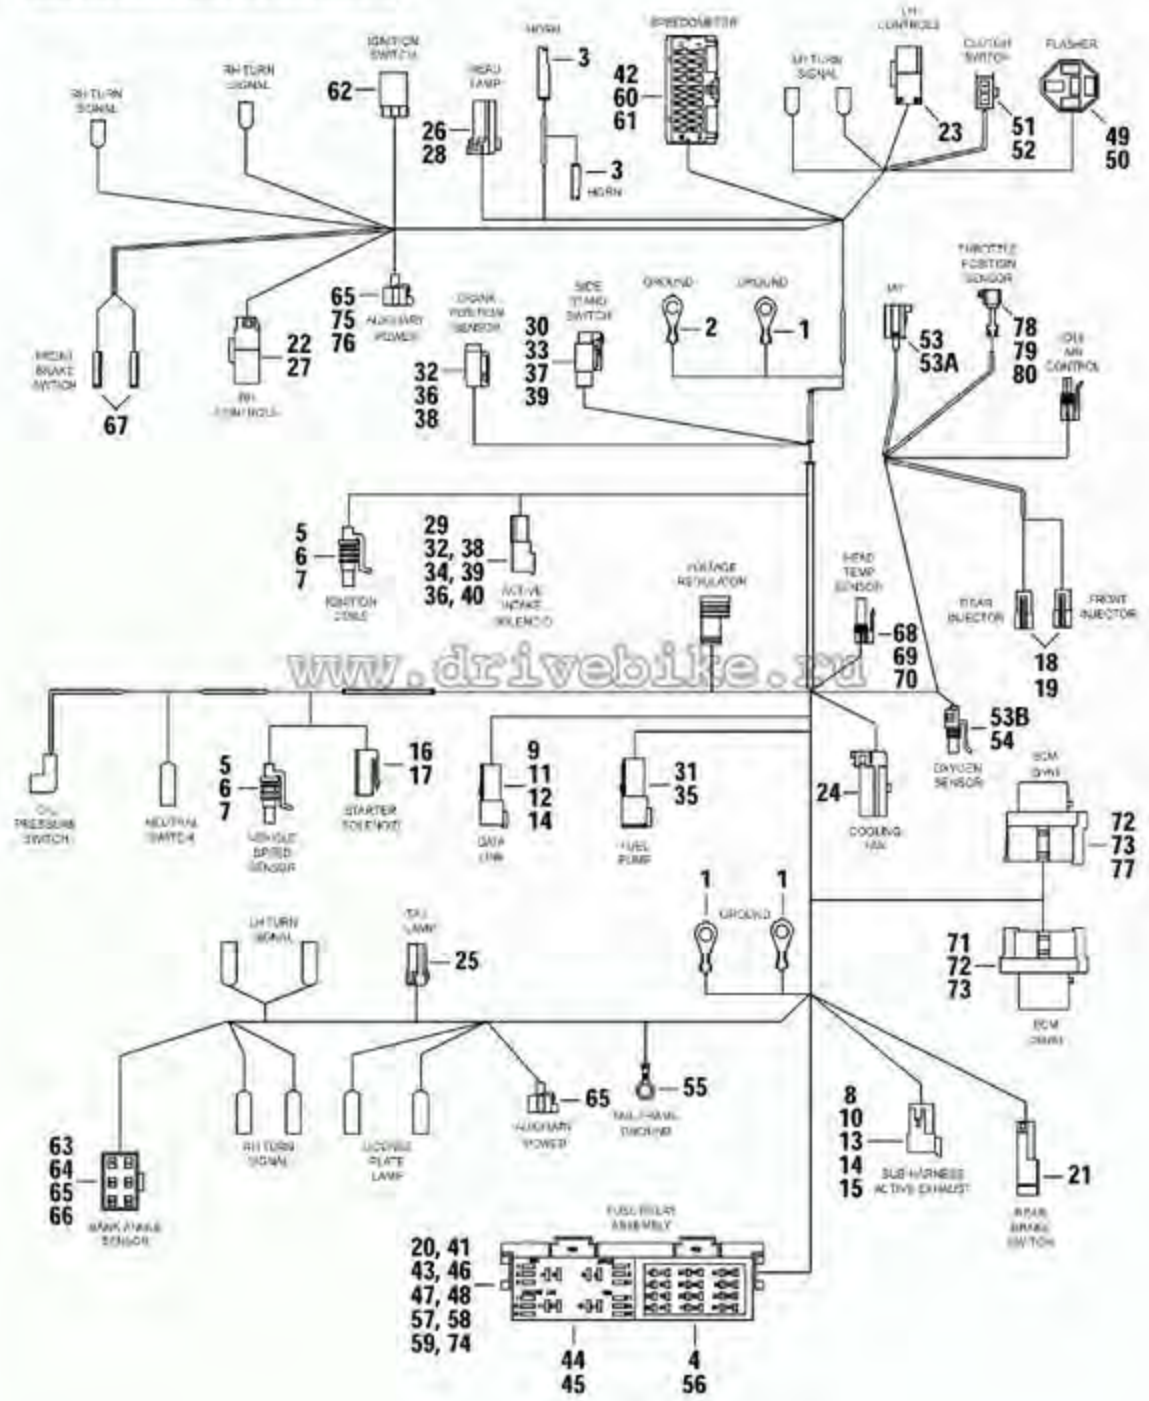 HORN
SPEEDOMETER
LH
CONTROLS
IGNITION
SWITCH
HEAD
LAMP
3
42
60
61
LH TURN
SIGNAL
CLUTCH
SWITCH
FLASHER
RH TURN
SIGNAL
RH TURN
SIGNAL
62
26
28
23
51
52
49
50
3
HORN
65
75
76
AUXILIARY
POWER
CRANK
POSITION
SENSOR
SIDE
STAND
SWITCH
GROUND
GROUND
THROTTLE
POSITION
SENSOR
2
1
IAT
53
53A
78
79
80
IDLE
AIR
CONTROL
FRONT
BRAKE
SWITCH
67
22
27
RH
CONTROLS
32
36
38
30
33
37
39
5
6
7
IGNITION
COILS
29
32, 38
34, 39
36, 40
ACTIVE
INTAKE
SOLENOID
VOLTAGE
REGULATOR
HEAD
TEMP
SENSOR
68
69
70
REAR
INJECTOR
FRONT
INJECTOR
18
19
www.drivebike.ru
OIL
PRESSURE
SWITCH
NEUTRAL
SWITCH
5
6
7
VEHICLE
SPEED
SENSOR
16
17
STARTER
SOLENOID
9
11
12
14
DATA
LINK
31
35
FUEL
PUMP
24
COOLING
FAN
53B
54
OXYGEN
SENSOR
ECM
72
73
77
LH TURN
SIGNAL
TAIL
LAMP
25
1
1
GROUND
71
72
73
ECM
63
64
65
66
BANK ANGLE
SENSOR
RH TURN
SIGNAL
LICENSE
PLATE
LAMP
65
AUXILIARY
POWER
55
TAIL FRAME
GROUND
8
10
13
14
15
SUB HARNESS
ACTIVE EXHAUST
21
REAR
BRAKE
SWITCH
FUSE/RELAY
ASSEMBLY
20, 41
43, 46
47, 48
57, 58
59, 74
44
45
4
56